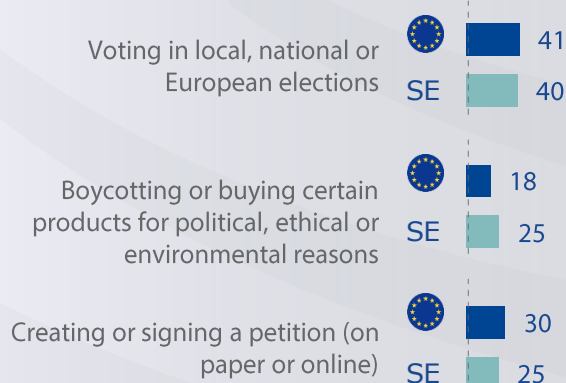 Voting in local, national or
European elections
41
SE 40
Boycotting or buying certain
products for political, ethical or
environmental reasons
18
SE 25
Creating or signing a petition (on
paper or online)
30
SE 25